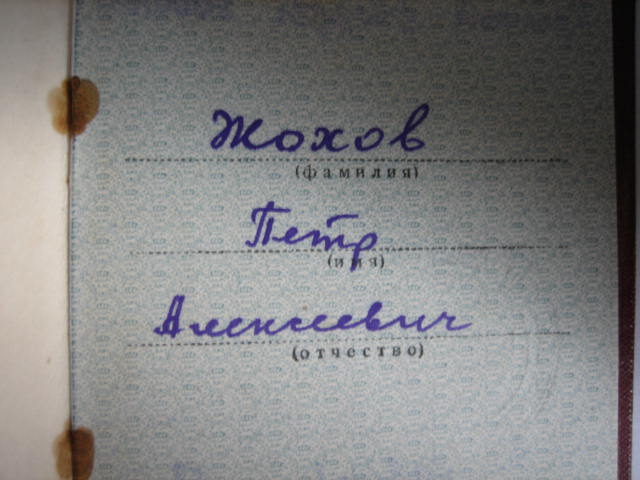 Жохов
(фамилия)
Петр
(имя)
Алексеевич
(отчество)